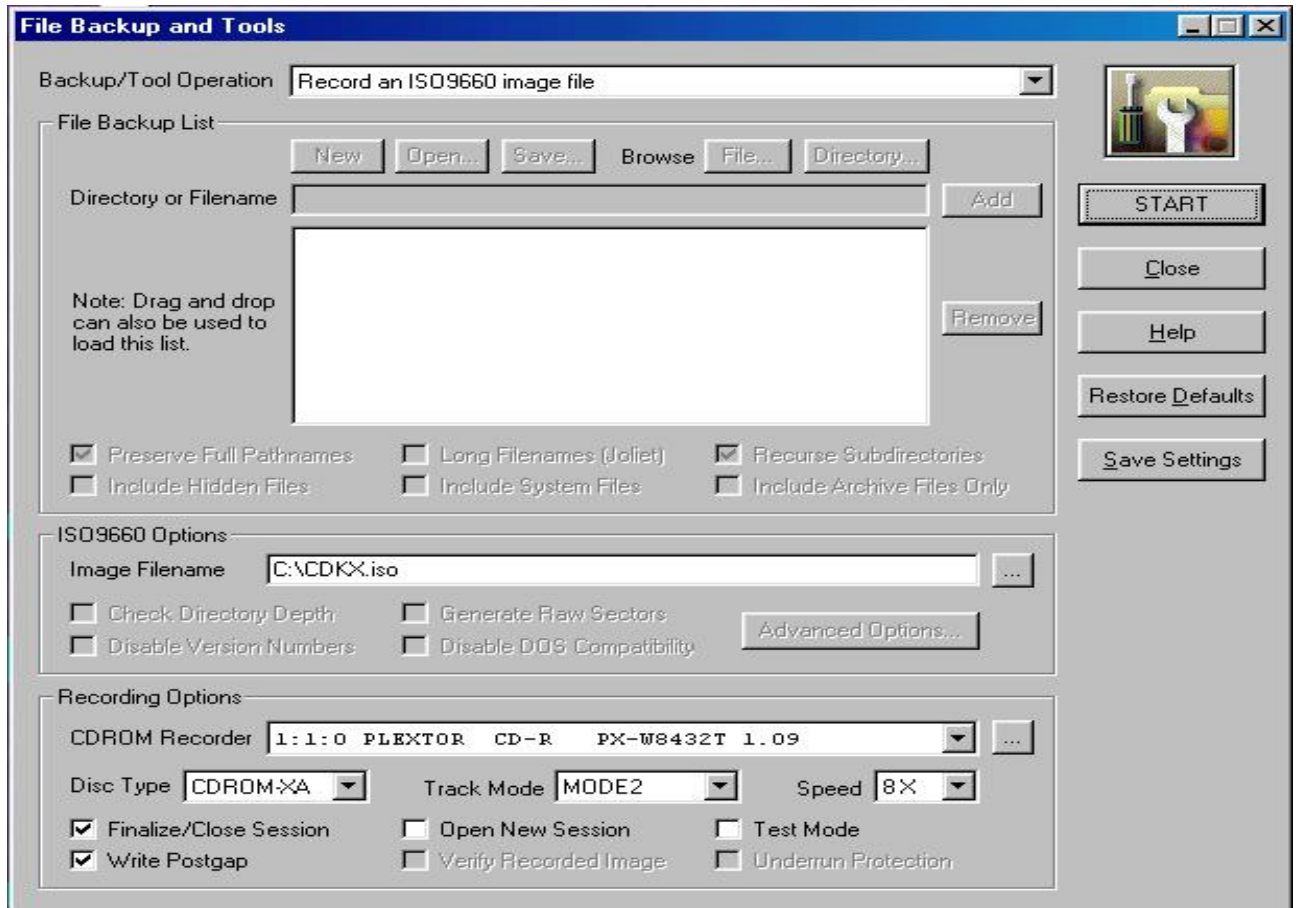 File Backup and Tools
Backup/Tool Operation Record an ISO9660 image file
File Backup List
New Open... Save... Browse File... Directory...
Directory or Filename Add
START
Close
Note: Drag and drop
can also be used to
load this list.
Remove
Help
Restore Defaults
Preserve Full Pathnames Long Filenames (Joliet) Recurse Subdirectories
Save Settings
Include Hidden Files Include System Files Include Archive Files Only
ISO9660 Options
Image Filename C:\CDKX.iso ...
Check Directory Depth Generate Raw Sectors
Advanced Options...
Disable Version Numbers Disable DOS Compatibility
Recording Options
CDROM Recorder 1:1:0 PLEXTOR CD-R PX-W8432T 1.09 ...
Disc Type CDROM-XA Track Mode MODE2 Speed 8X
Finalize/Close Session Open New Session Test Mode
Write Postgap Verify Recorded Image Underrun Protection